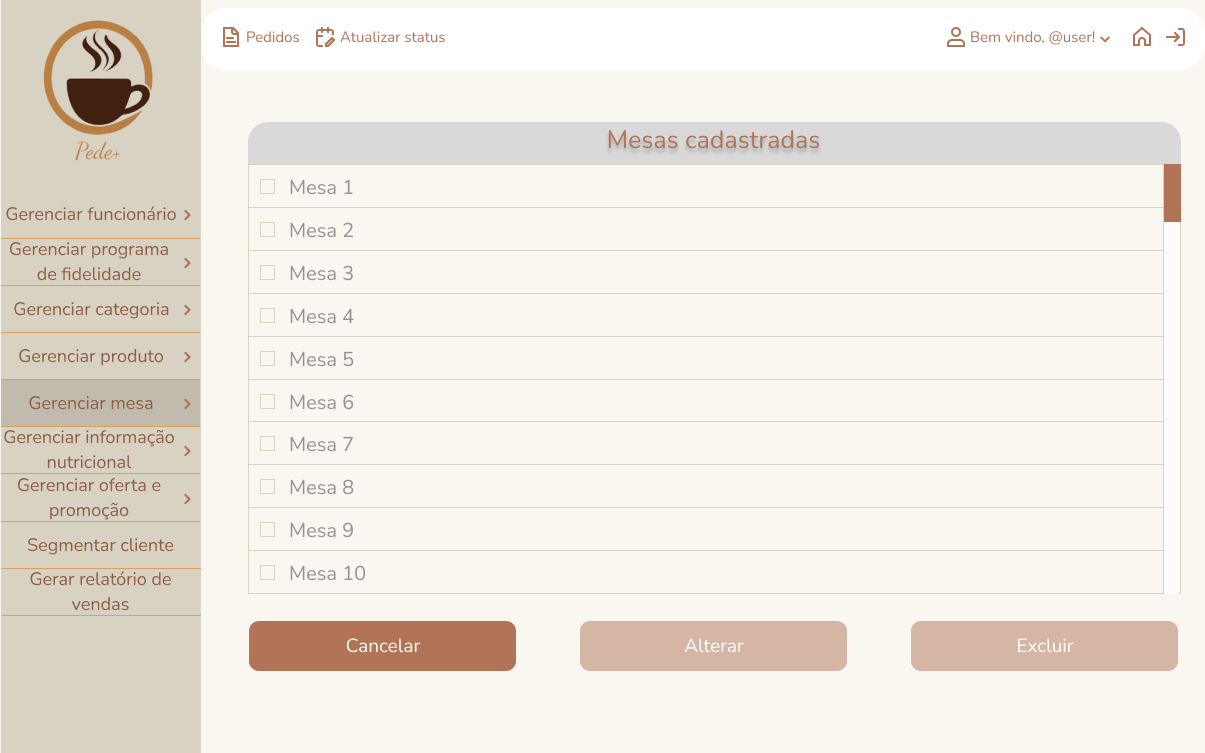 Pede+
Pedidos
Atualizar status
Bem vindo, @user!
Gerenciar funcionário
Gerenciar programa
de fidelidade
Gerenciar categoria
Gerenciar produto
Gerenciar mesa
Gerenciar informação
nutricional
Gerenciar oferta e
promoção
Segmentar cliente
Gerar relatório de
vendas
Mesas cadastradas
Mesa 1
Mesa 2
Mesa 3
Mesa 4
Mesa 5
Mesa 6
Mesa 7
Mesa 8
Mesa 9
Mesa 10
Cancelar
Alterar
Excluir